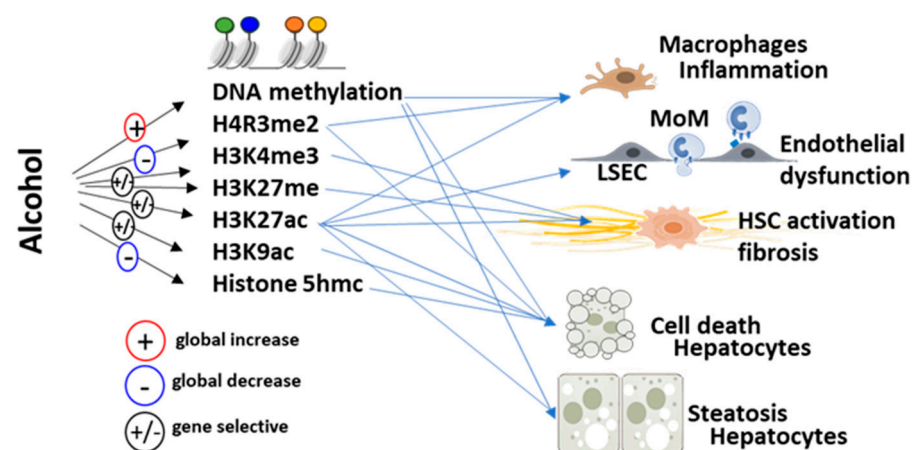 Alcohol
+
-
+/-
+/-
+/-
-
DNA methylation
H4R3me2
H3K4me3
H3K27me
H3K27ac
H3K9ac
Histone 5hmc
+ global increase
- global decrease
+/- gene selective
Macrophages
Inflammation
MoM
LSEC
Endothelial
dysfunction
HSC activation
fibrosis
Cell death
Hepatocytes
Steatosis
Hepatocytes